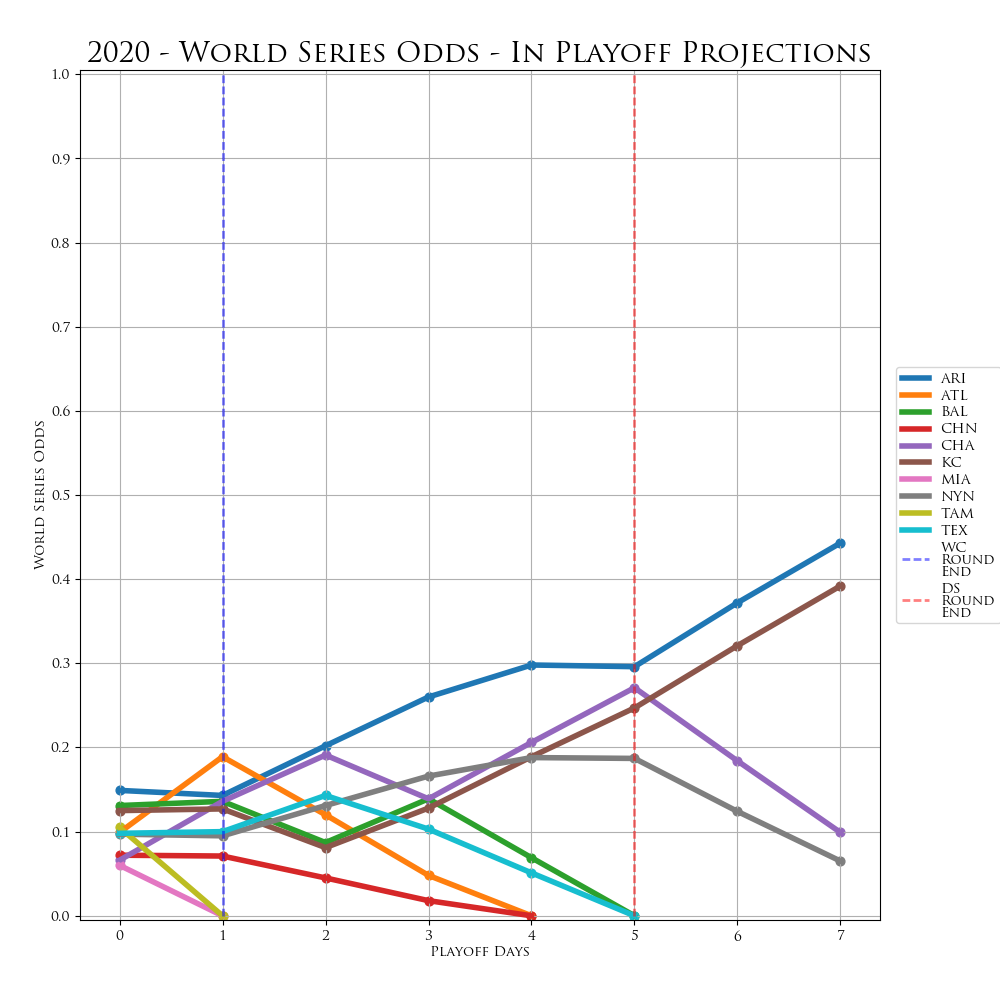 2020 - World Series Odds - In Playoff Projections
1.0
0.9
0.8
0.7
0.6
0.5
0.4
0.3
0.2
0.1
0.0
World Series Odds
0 1 2 3 4 5 6 7
Playoff Days
ARI
ATL
BAL
CHN
CHA
KC
MIA
NYN
TAM
TEX
WC
Round
End
DS
Round
End